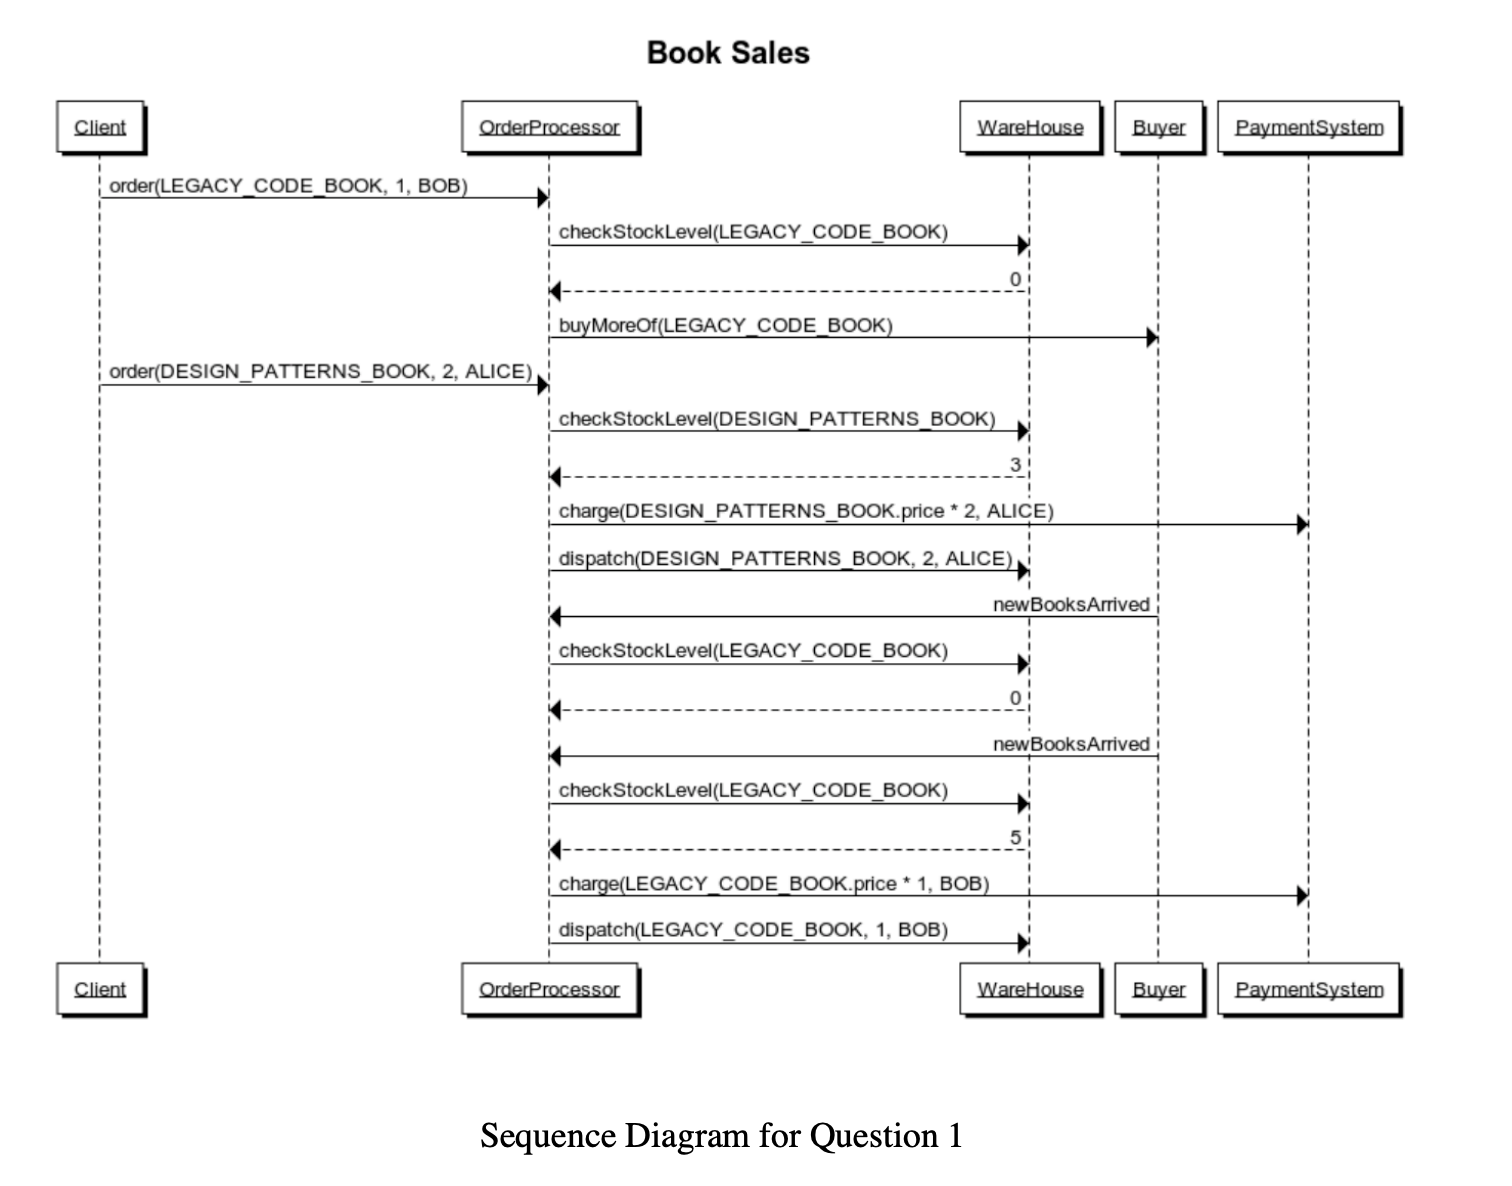 Book Sales
Client
OrderProcessor
WareHouse
Buyer
PaymentSystem
order(LEGACY_CODE_BOOK, 1, BOB)
checkStockLevel(LEGACY_CODE_BOOK)
0
buyMoreOf(LEGACY_CODE_BOOK)
order(DESIGN_PATTERNS_BOOK, 2, ALICE)
checkStockLevel(DESIGN_PATTERNS_BOOK)
3
charge(DESIGN_PATTERNS_BOOK.price * 2, ALICE)
dispatch(DESIGN_PATTERNS_BOOK, 2, ALICE)
newBooksArrived
checkStockLevel(LEGACY_CODE_BOOK)
0
newBooksArrived
checkStockLevel(LEGACY_CODE_BOOK)
5
charge(LEGACY_CODE_BOOK.price * 1, BOB)
dispatch(LEGACY_CODE_BOOK, 1, BOB)
Client
OrderProcessor
WareHouse
Buyer
PaymentSystem
Sequence Diagram for Question 1